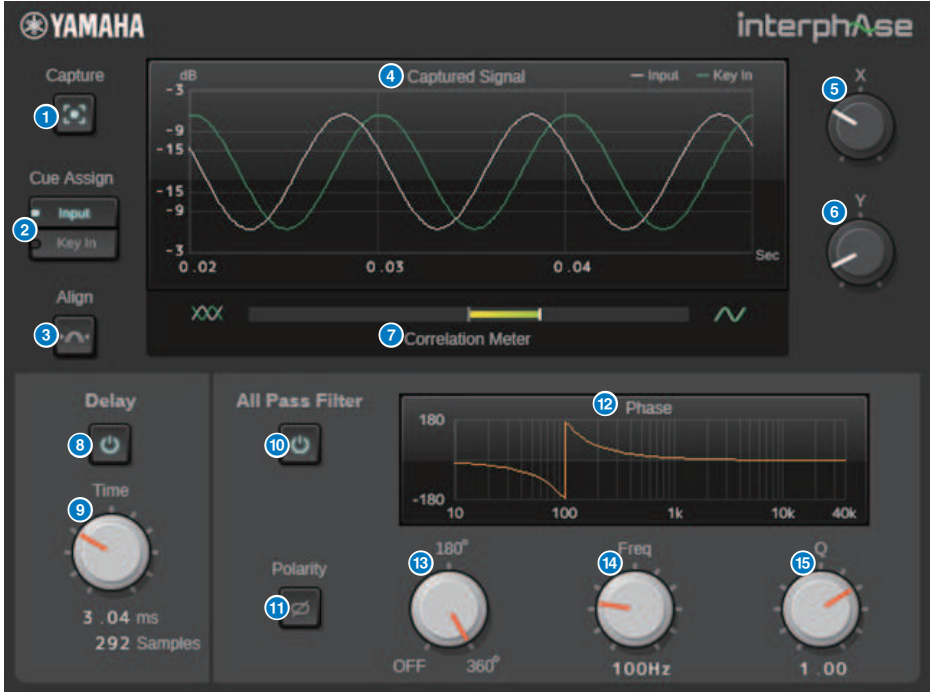 YAMAHA
interphase
Capture
1
Cue Assign
Input
2
Key In
Align
3
dB
4 Captured Signal
Input Key In
-3
-9
-15
-15
-9
-3
Sec
0.02 0.03 0.04
7
Correlation Meter
5 X
6 Y
Delay
8
Time
9
3.04 ms
292 Samples
All Pass Filter
10
Polarity
11
12 Phase
180
-180
10 100 1k 10k 40k
13 180°
OFF 360°
14 Freq
100Hz
15 Q
1.00